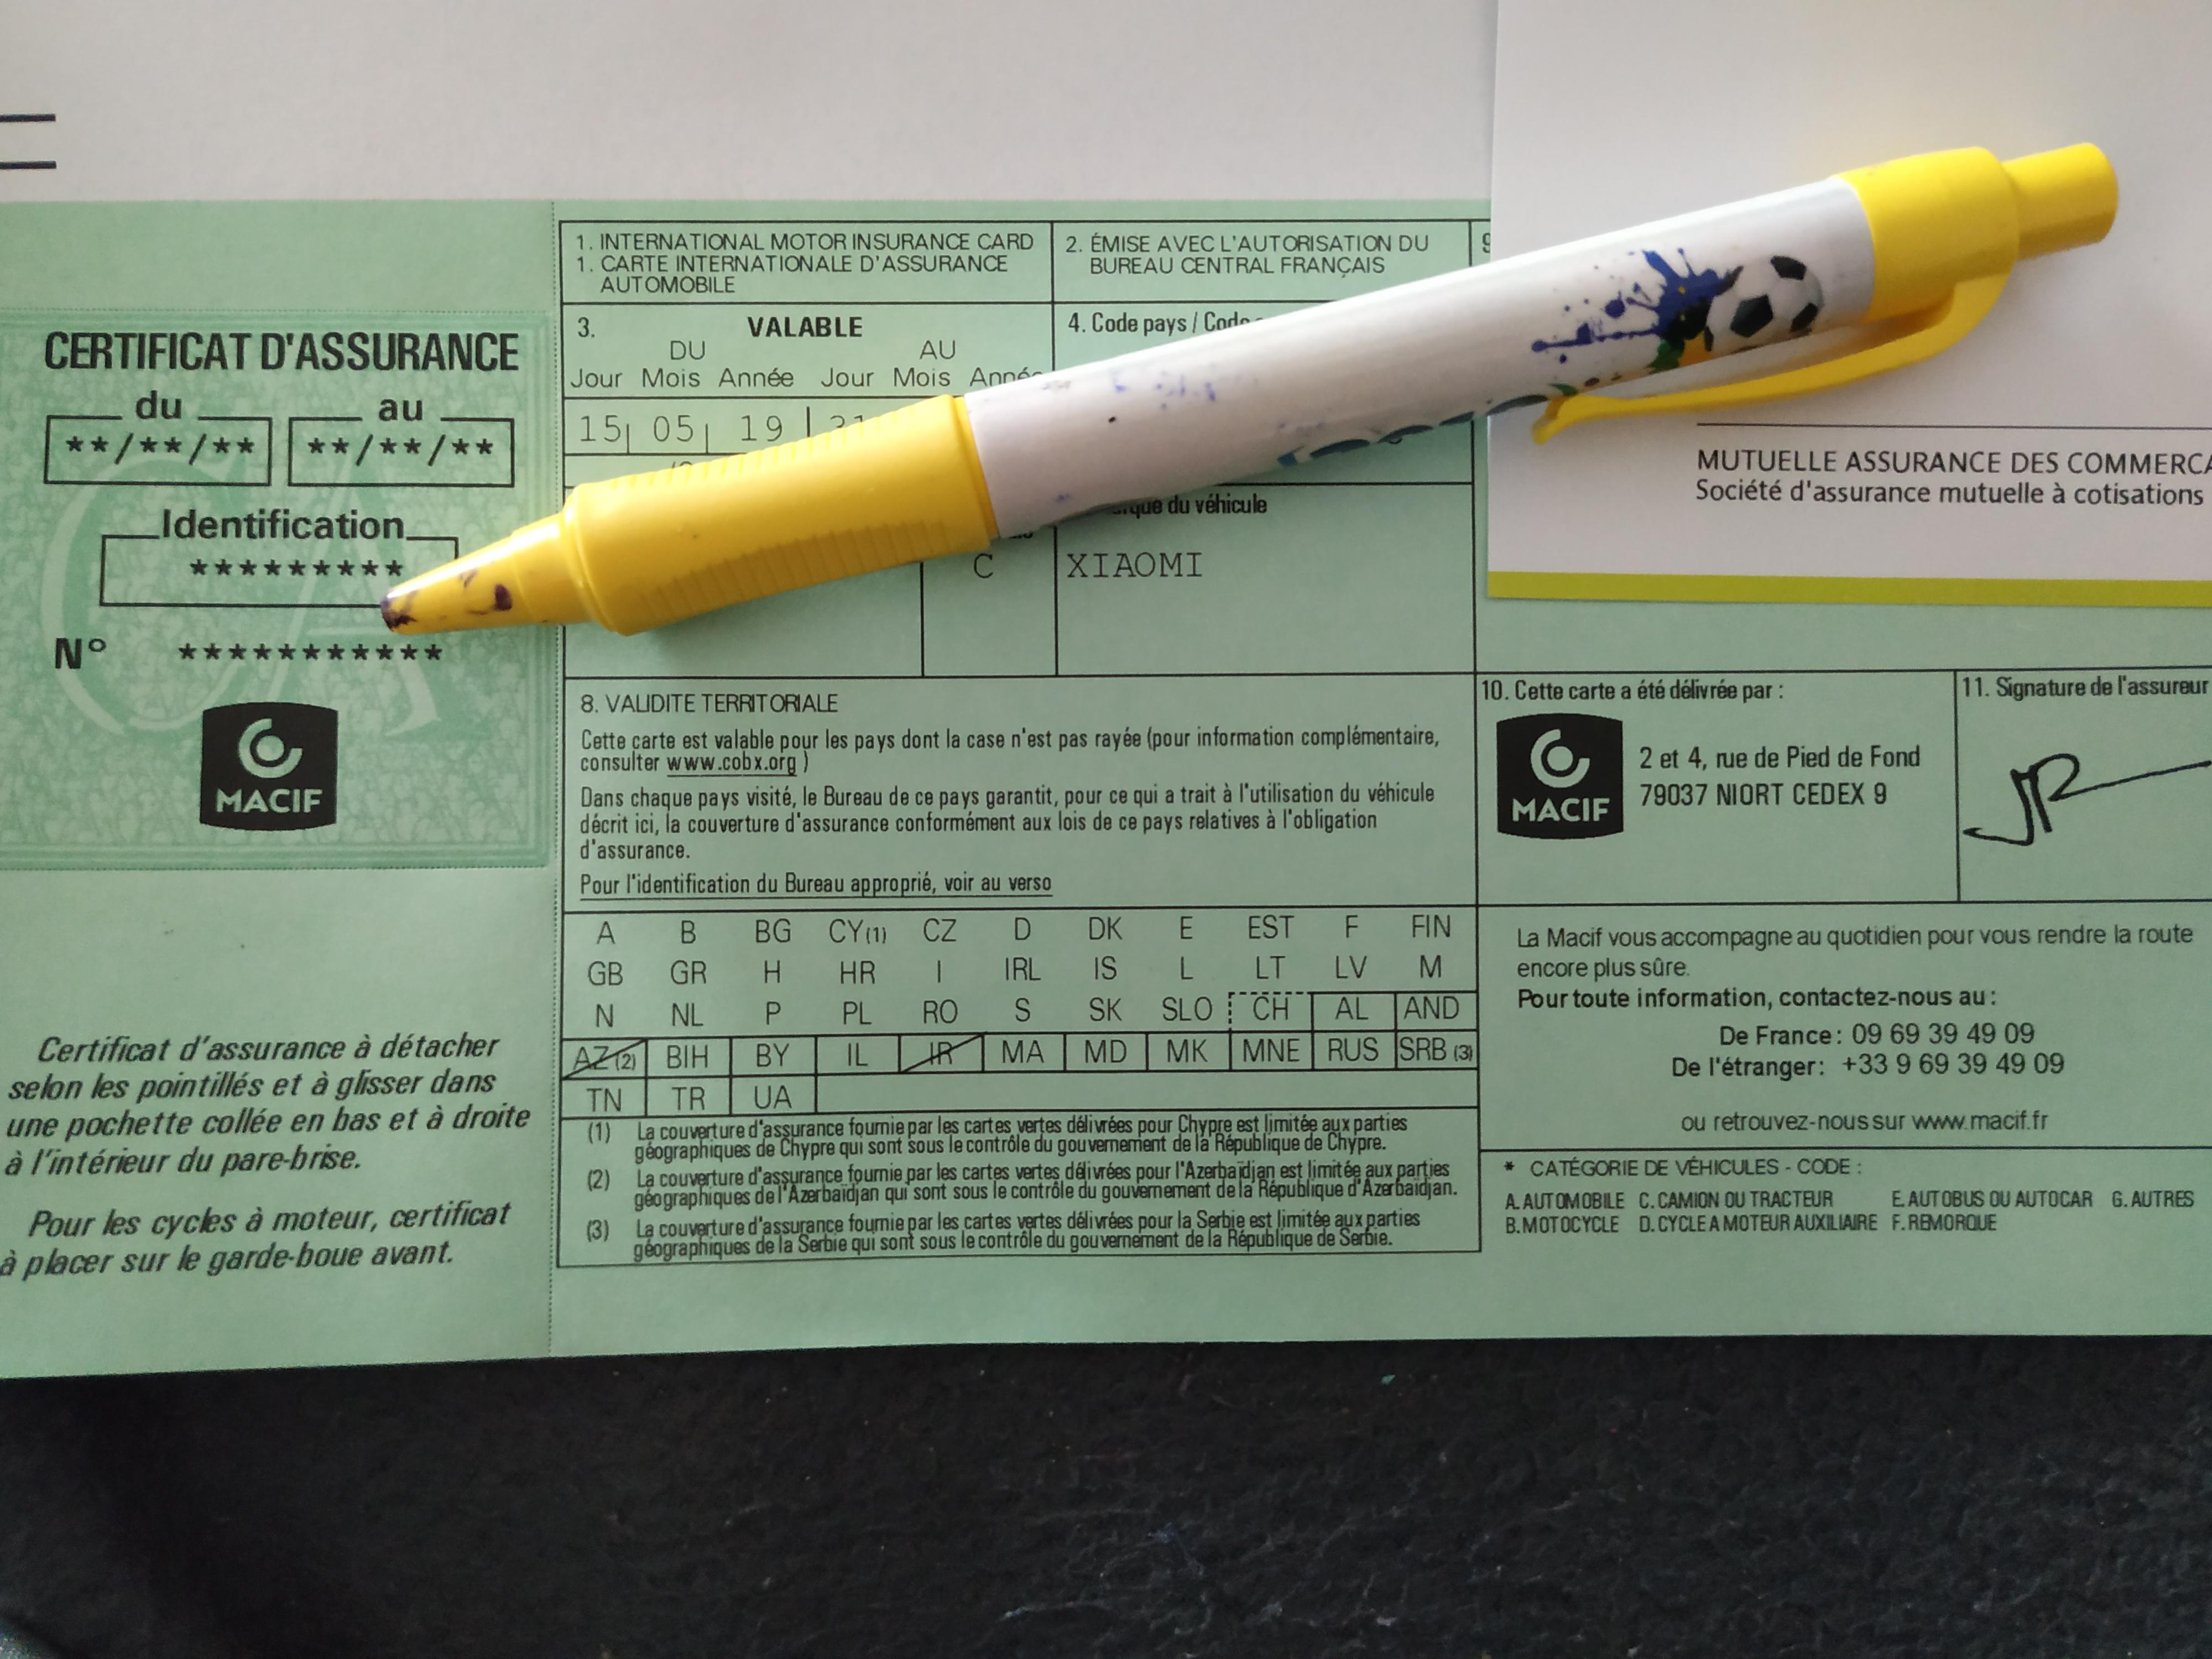 CERTIFICAT D'ASSURANCE
du au
**/**/** **/**/**
Identification
*********
N° ***********
MACIF
Certificat d'assurance à détacher
selon les pointillés et à glisser dans
une pochette collée en bas et à droite
à l'intérieur du pare-brise.
Pour les cycles à moteur, certificat
à placer sur le garde-boue avant.
1. INTERNATIONAL MOTOR INSURANCE CARD
1. CARTE INTERNATIONALE D'ASSURANCE
AUTOMOBILE
2. ÉMISE AVEC L'AUTORISATION DU
BUREAU CENTRAL FRANÇAIS
3. VALABLE
DU AU
Jour Mois Année Jour Mois Année
15 05 19
4. Code pays /
du véhicule
C XIAOMI
8. VALIDITE TERRITORIALE
Cette carte est valable pour les pays dont la case n'est pas rayée (pour information complémentaire,
consulter www.cobx.org )
Dans chaque pays visité, le Bureau de ce pays garantit, pour ce qui a trait à l'utilisation du véhicule
décrit ici, la couverture d'assurance conformément aux lois de ce pays relatives à l'obligation
d'assurance.
Pour l'identification du Bureau approprié, voir au verso
A B BG CY(1) CZ D DK E EST F FIN
GB GR H HR I IRL IS L LT LV M
N NL P PL RO S SK SLO CH AL AND
AZ(2) BIH BY IL IR MA MD MK MNE RUS SRB (3)
TN TR UA
(1) La couverture d'assurance fournie par les cartes vertes délivrées pour Chypre est limitée aux parties
géographiques de Chypre qui sont sous le contrôle du gouvernement de la République de Chypre.
(2) La couverture d'assurance fournie par les cartes vertes délivrées pour l'Azerbaïdjan est limitée aux parties
géographiques de l'Azerbaïdjan qui sont sous le contrôle du gouvernement de la République d'Azerbaïdjan.
(3) La couverture d'assurance fournie par les cartes vertes délivrées pour la Serbie est limitée aux parties
géographiques de la Serbie qui sont sous le contrôle du gouvernement de la République de Serbie.
MUTUELLE ASSURANCE DES
Société d'assurance mutuelle à cotisations
10. Cette carte a été délivrée par :
MACIF
2 et 4, rue de Pied de Fond
79037 NIORT CEDEX 9
11. Signature de l'assureur
La Macif vous accompagne au quotidien pour vous rendre la route
encore plus sûre.
Pour toute information, contactez-nous au :
De France : 09 69 39 49 09
De l'étranger : +33 9 69 39 49 09
ou retrouvez-nous sur www.macif.fr
* CATÉGORIE DE VÉHICULES - CODE :
A. AUTOMOBILE C. CAMION OU TRACTEUR E. AUTOBUS OU AUTOCAR G. AUTRES
B. MOTOCYCLE D. CYCLE A MOTEUR AUXILIAIRE F. REMORQUE